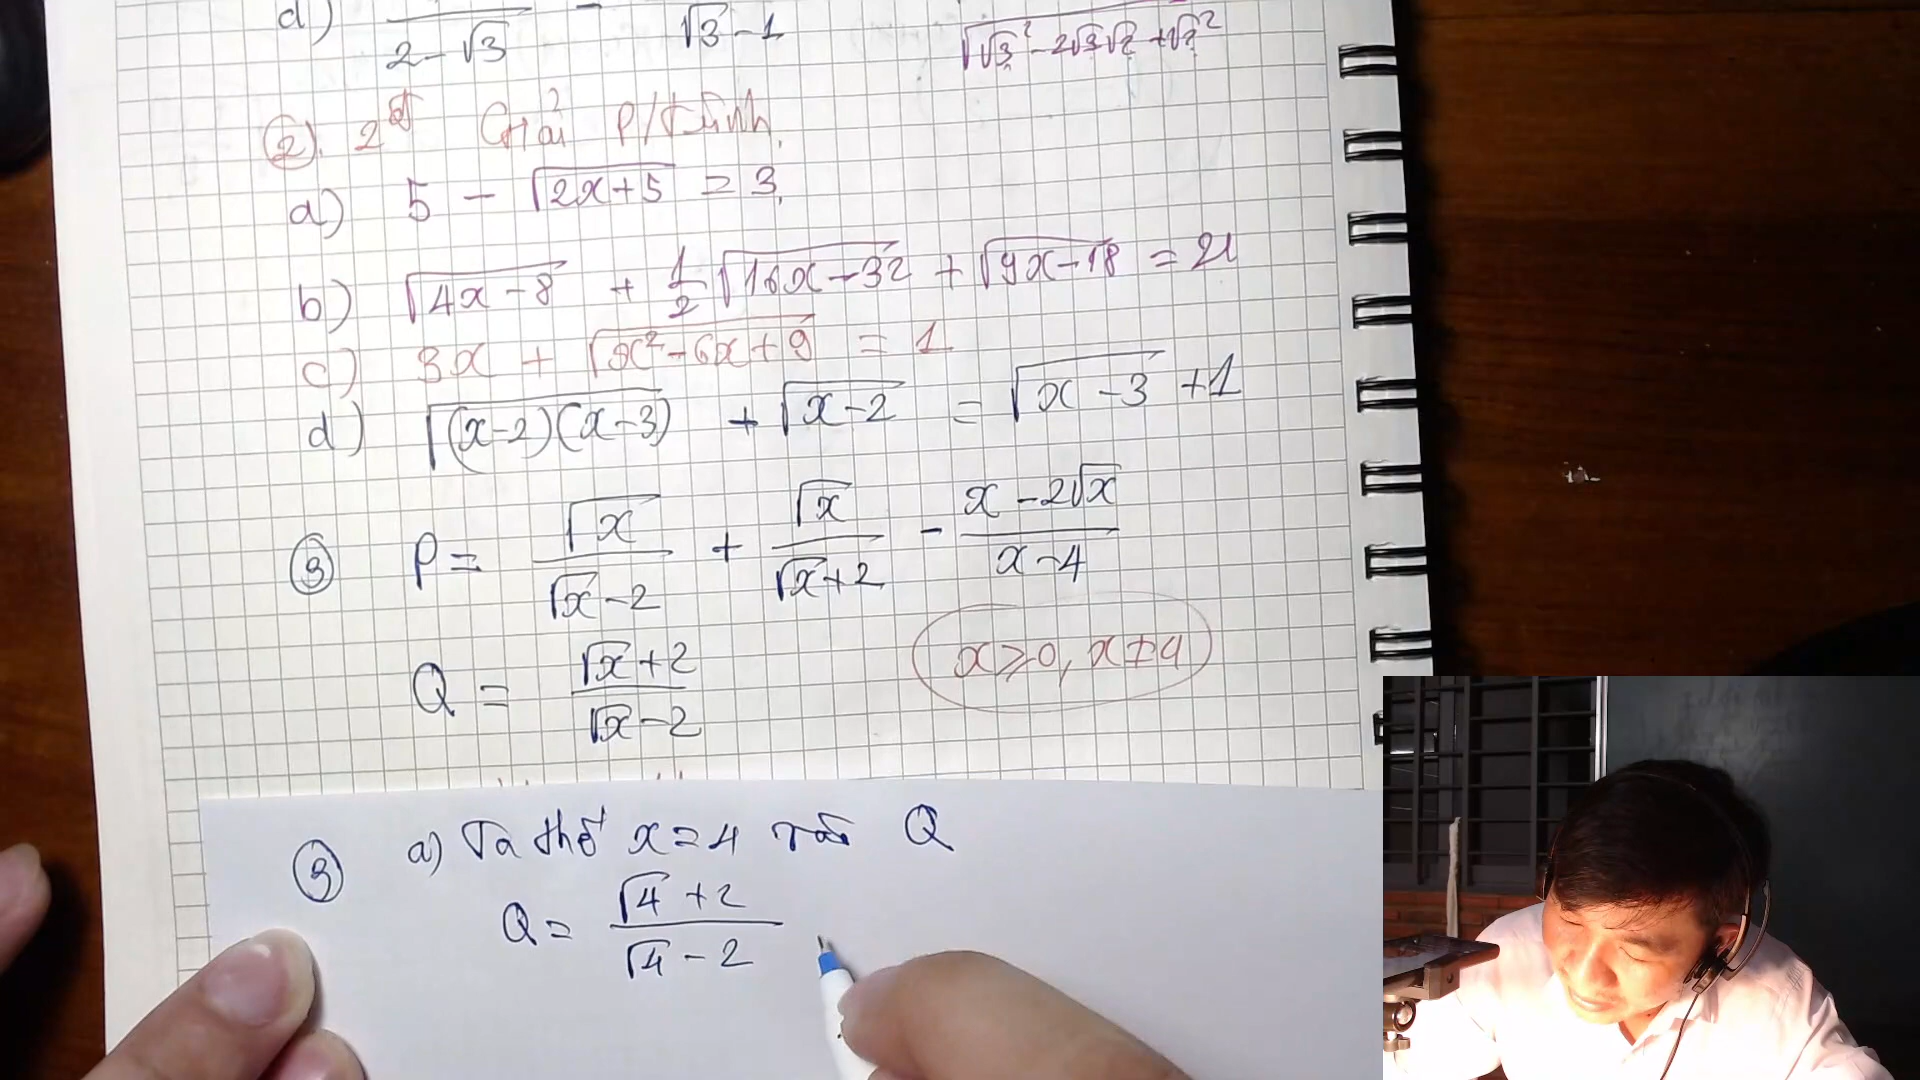 d) 2-√3 - √3-1 √(√3²-2√3√2+√2²)
②. 2đ Giải P/trình.
a) 5 - √(2x+5) = 3.
b) √(4x-8) + 1/2 √(16x-32) + √(9x-18) = 21
c) 3x + √(x²-6x+9) = 1
d) √((x-2)(x-3)) + √(x-2) = √(x-3) + 1
③ P = √x/(√x-2) + √x/(√x+2) - (x-2√x)/(x-4)
Q = (√x+2)/(√x-2) x≥0, x≠4
③ a) Ta thế x=4 vào Q
Q = (√4+2)/(√4-2)